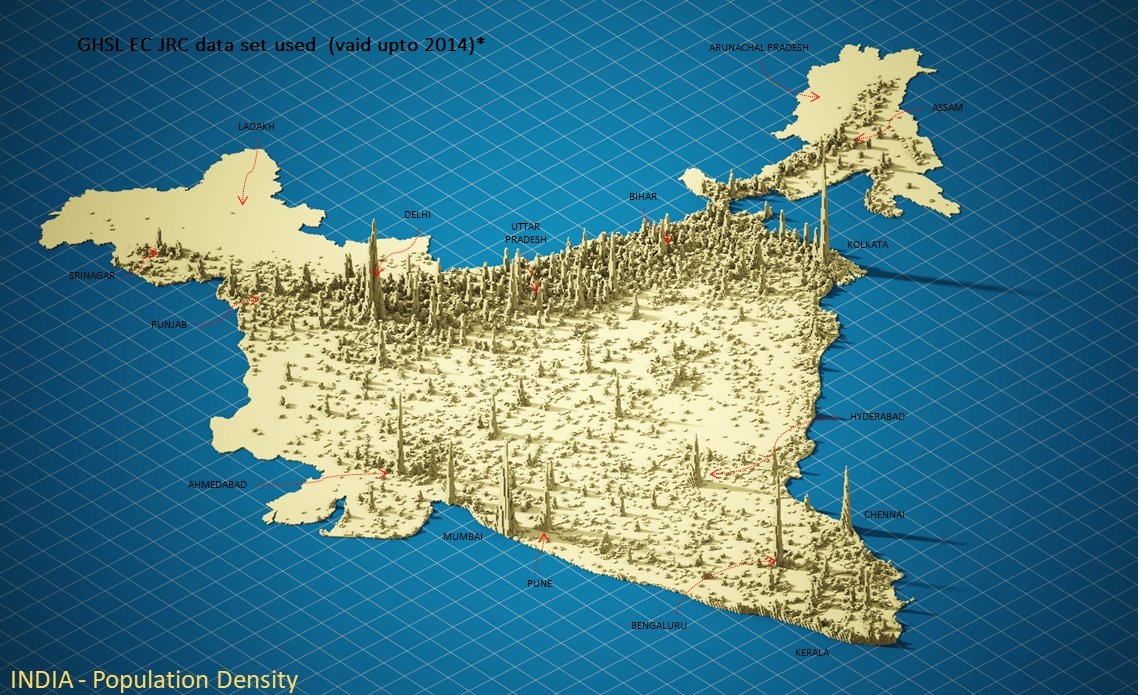 GHSL EC JRC data set used  (vaid upto 2014)*
ARUNACHAL PRADESH
ASSAM
LADAKH
BIHAR
DELHI
UTTAR
PRADESH
KOLKATA
SRINAGAR
PUNJAB
HYDERABAD
AHMEDABAD
CHENNAI
MUMBAI
PUNE
BENGALURU
KERALA
INDIA - Population Density